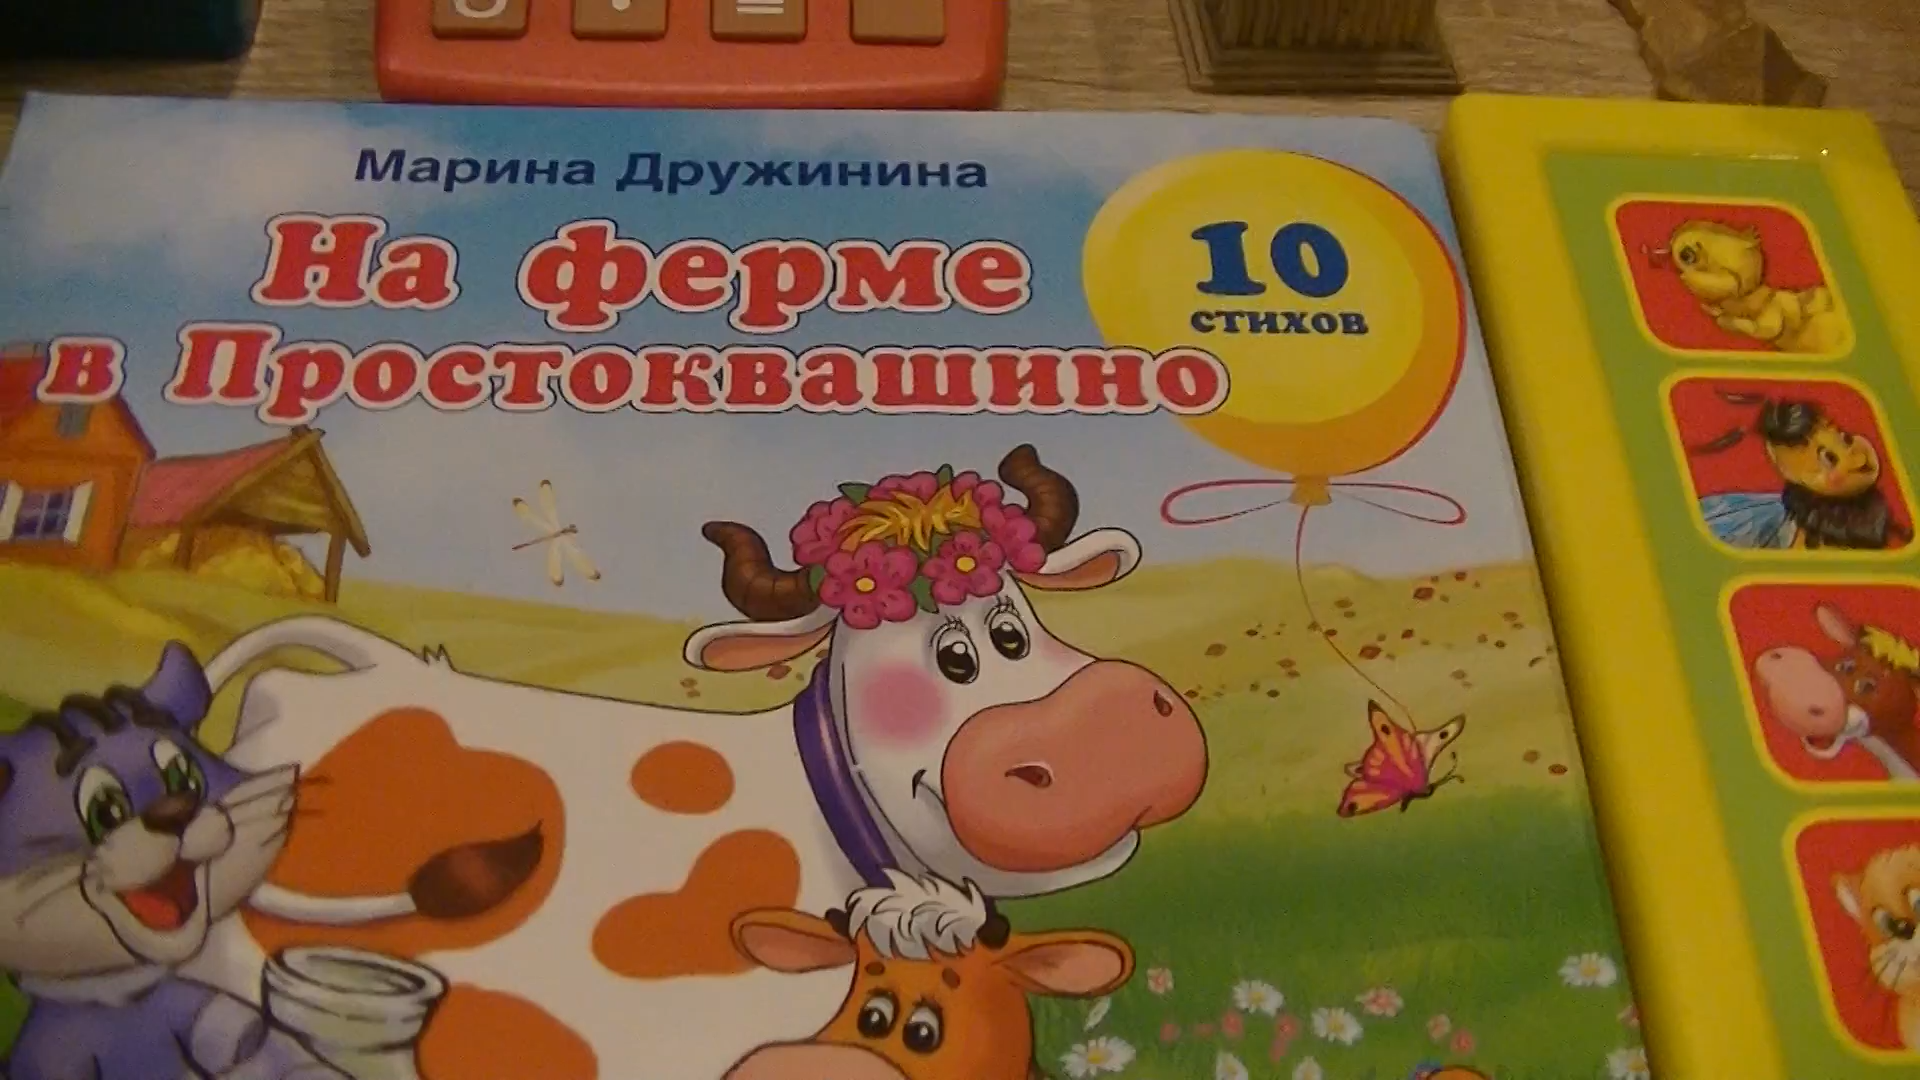 Марина Дружинина
На ферме
в Простоквашино
10
стихов